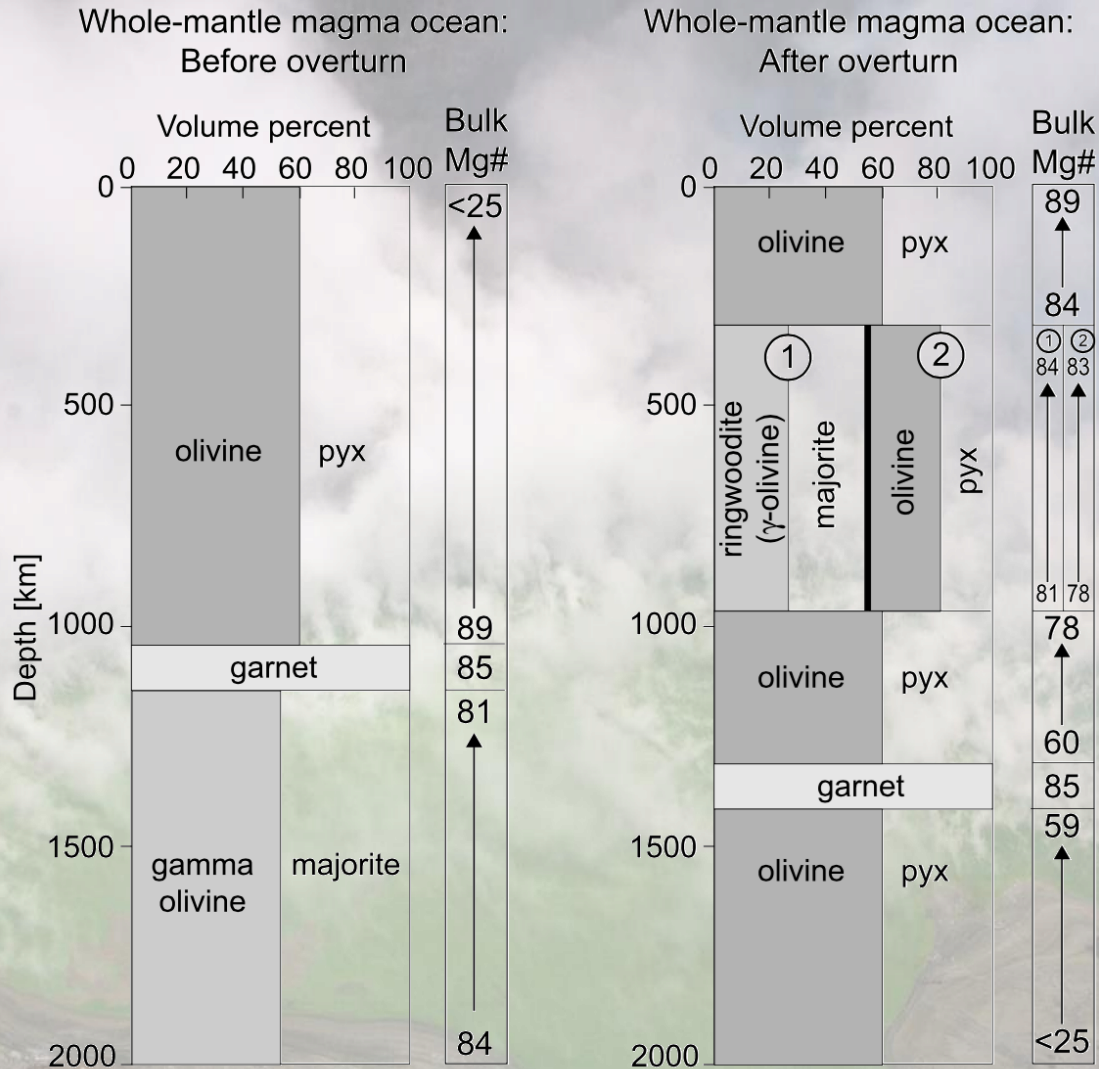 Whole-mantle magma ocean:
Before overturn
Volume percent
Bulk
Mg#
0 20 40 60 80 100
0
500
1000
1500
2000
Depth [km]
olivine
pyx
garnet
gamma
olivine
majorite
<25
89
85
81
84
Whole-mantle magma ocean:
After overturn
Volume percent
Bulk
Mg#
0 20 40 60 80 100
0
500
1000
1500
2000
olivine
pyx
1
2
ringwoodite
(γ-olivine)
majorite
olivine
pyx
olivine
pyx
garnet
olivine
pyx
89
84
1 2
84 83
81 78
78
60
85
59
<25